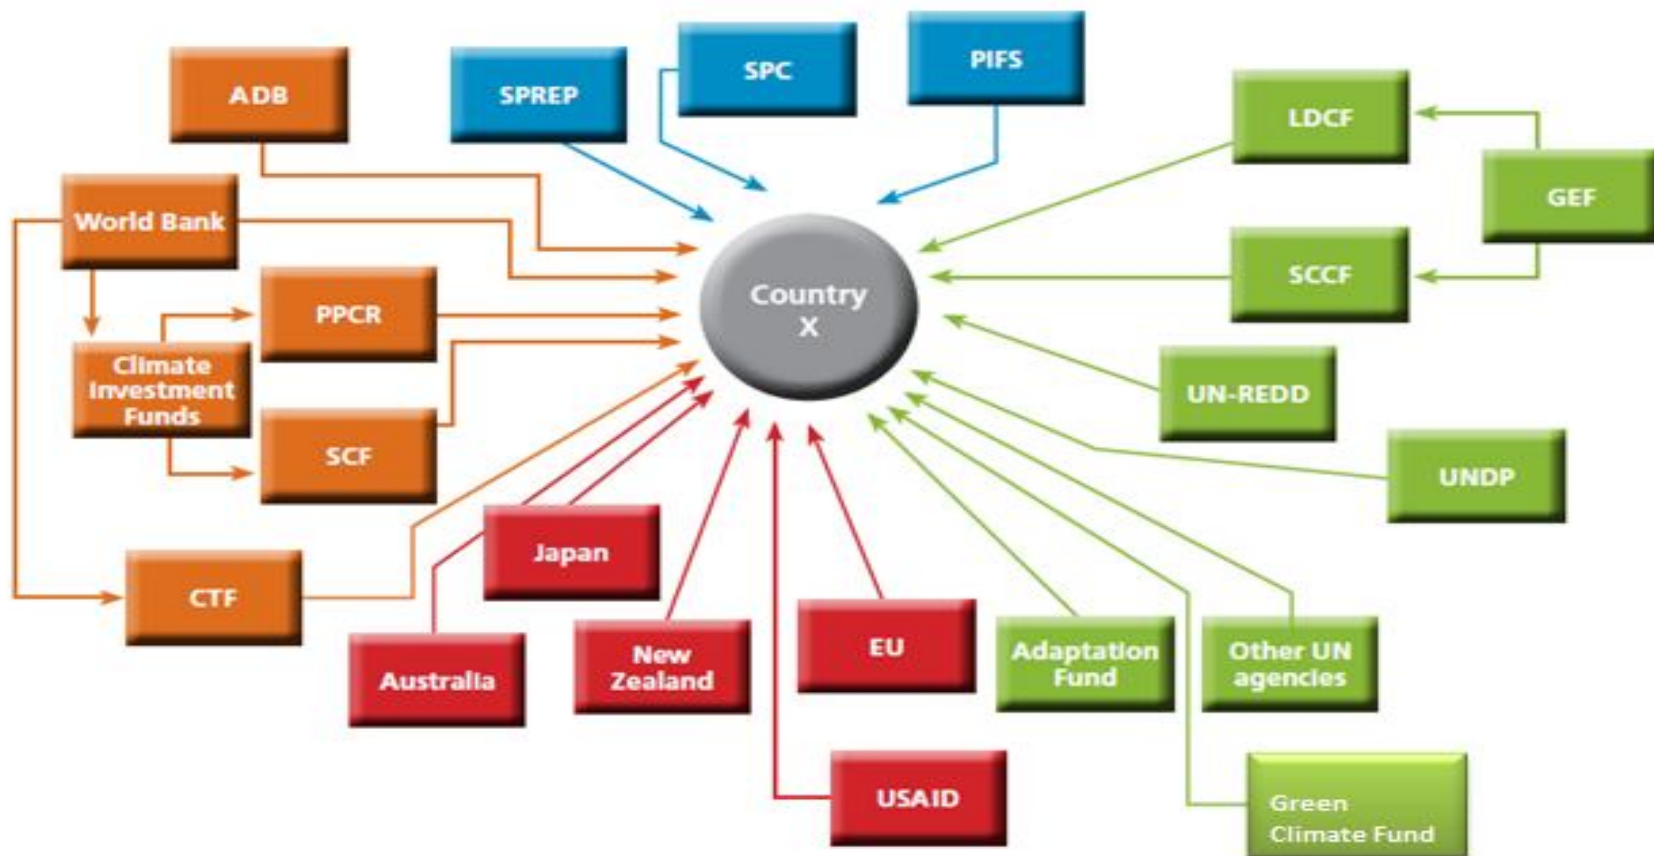 ADB
SPREP
SPC
PIFS
LDCF
GEF
World Bank
SCCF
PPCR
Country
X
Climate
Investment
Funds
UN-REDD
SCF
UNDP
Japan
CTF
Australia
New
Zealand
EU
Adaptation
Fund
Other UN
agencies
USAID
Green
Climate Fund